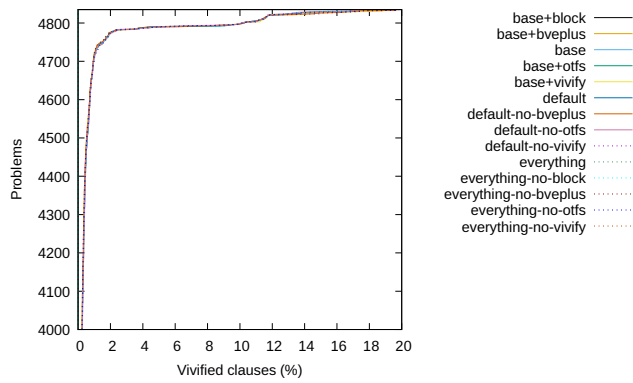 4800
4700
4600
4500
4400
4300
4200
4100
4000
Problems
0 2 4 6 8 10 12 14 16 18 20
Vivified clauses (%)
base+block
base+bveplus
base
base+otfs
base+vivify
default
default-no-bveplus
default-no-otfs
default-no-vivify
everything
everything-no-block
everything-no-bveplus
everything-no-otfs
everything-no-vivify